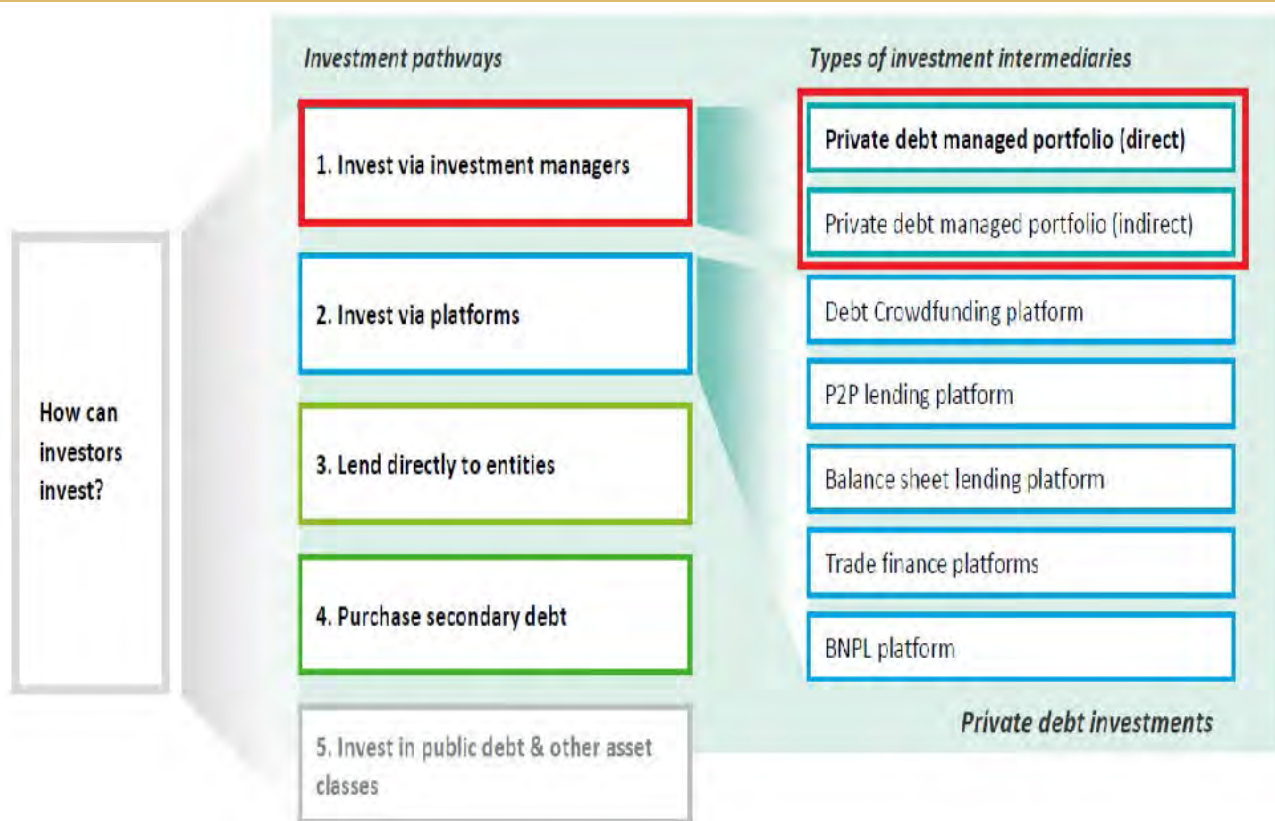 Investment pathways
Types of investment intermediaries
How can
investors
invest?
1. Invest via investment managers
2. Invest via platforms
3. Lend directly to entities
4. Purchase secondary debt
5. Invest in public debt & other asset
classes
Private debt managed portfolio (direct)
Private debt managed portfolio (indirect)
Debt Crowdfunding platform
P2P lending platform
Balance sheet lending platform
Trade finance platforms
BNPL platform
Private debt investments